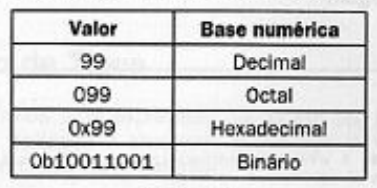 Valor Base numérica
99 Decimal
099 Octal
0x99 Hexadecimal
0b10011001 Binário